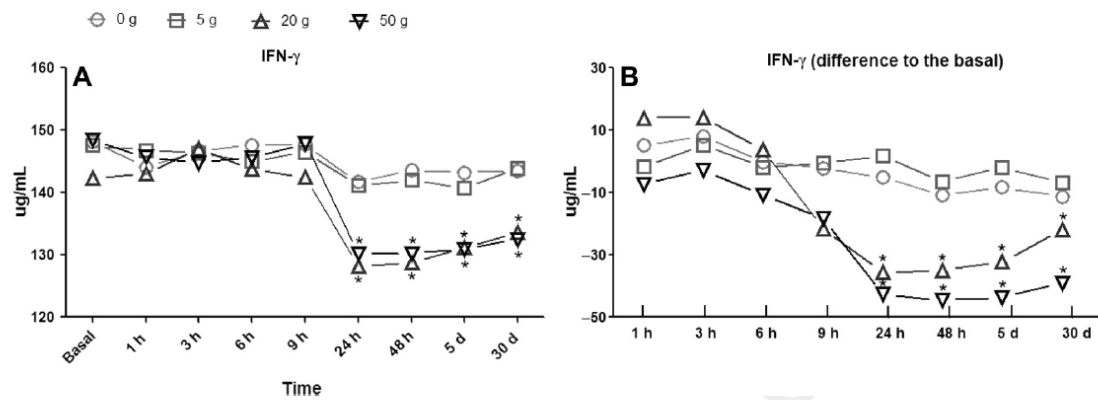 0 g 5 g 20 g 50 g
A
IFN-γ
160
150
140
130
120
ug/mL
* * * *
* * * *
Basal 1 h 3 h 6 h 9 h 24 h 48 h 5 d 30 d
Time
B
IFN-γ (difference to the basal)
30
10
–10
–30
–50
ug/mL
* * * *
* * * *
1 h 3 h 6 h 9 h 24 h 48 h 5 d 30 d